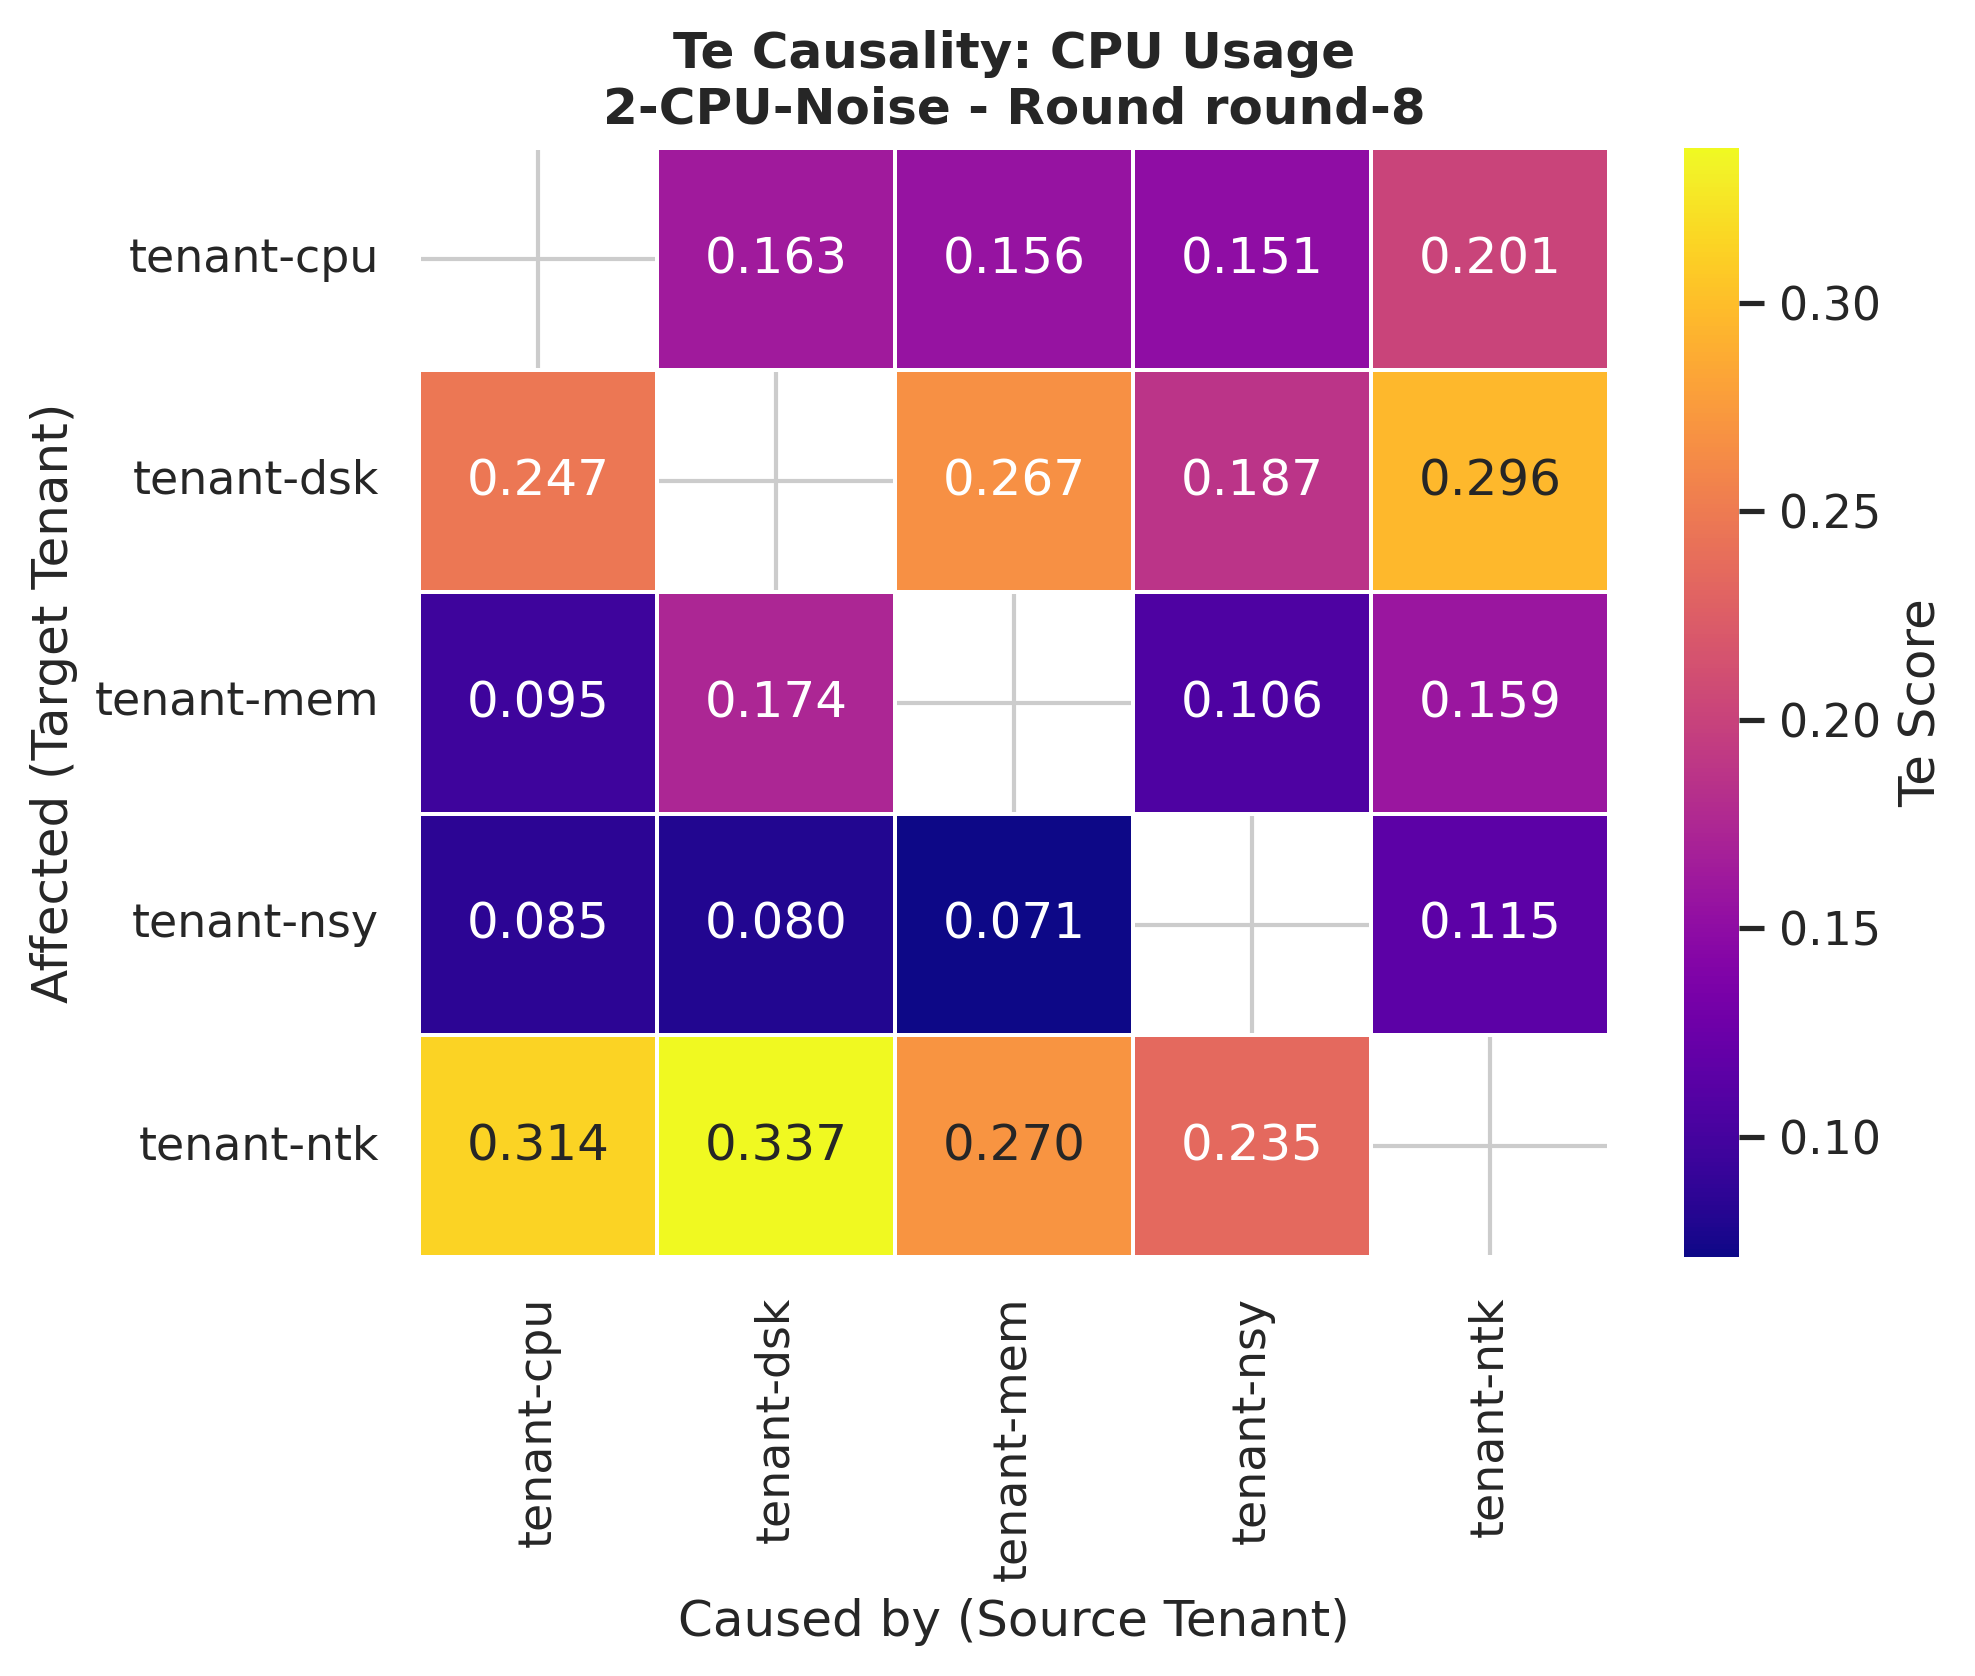 Te Causality: CPU Usage
2-CPU-Noise - Round round-8
Affected (Target Tenant)
tenant-cpu 0.163 0.156 0.151 0.201
tenant-dsk 0.247 0.267 0.187 0.296
tenant-mem 0.095 0.174 0.106 0.159
tenant-nsy 0.085 0.080 0.071 0.115
tenant-ntk 0.314 0.337 0.270 0.235
tenant-cpu tenant-dsk tenant-mem tenant-nsy tenant-ntk
Caused by (Source Tenant)
0.30
0.25
0.20
0.15
0.10
Te Score